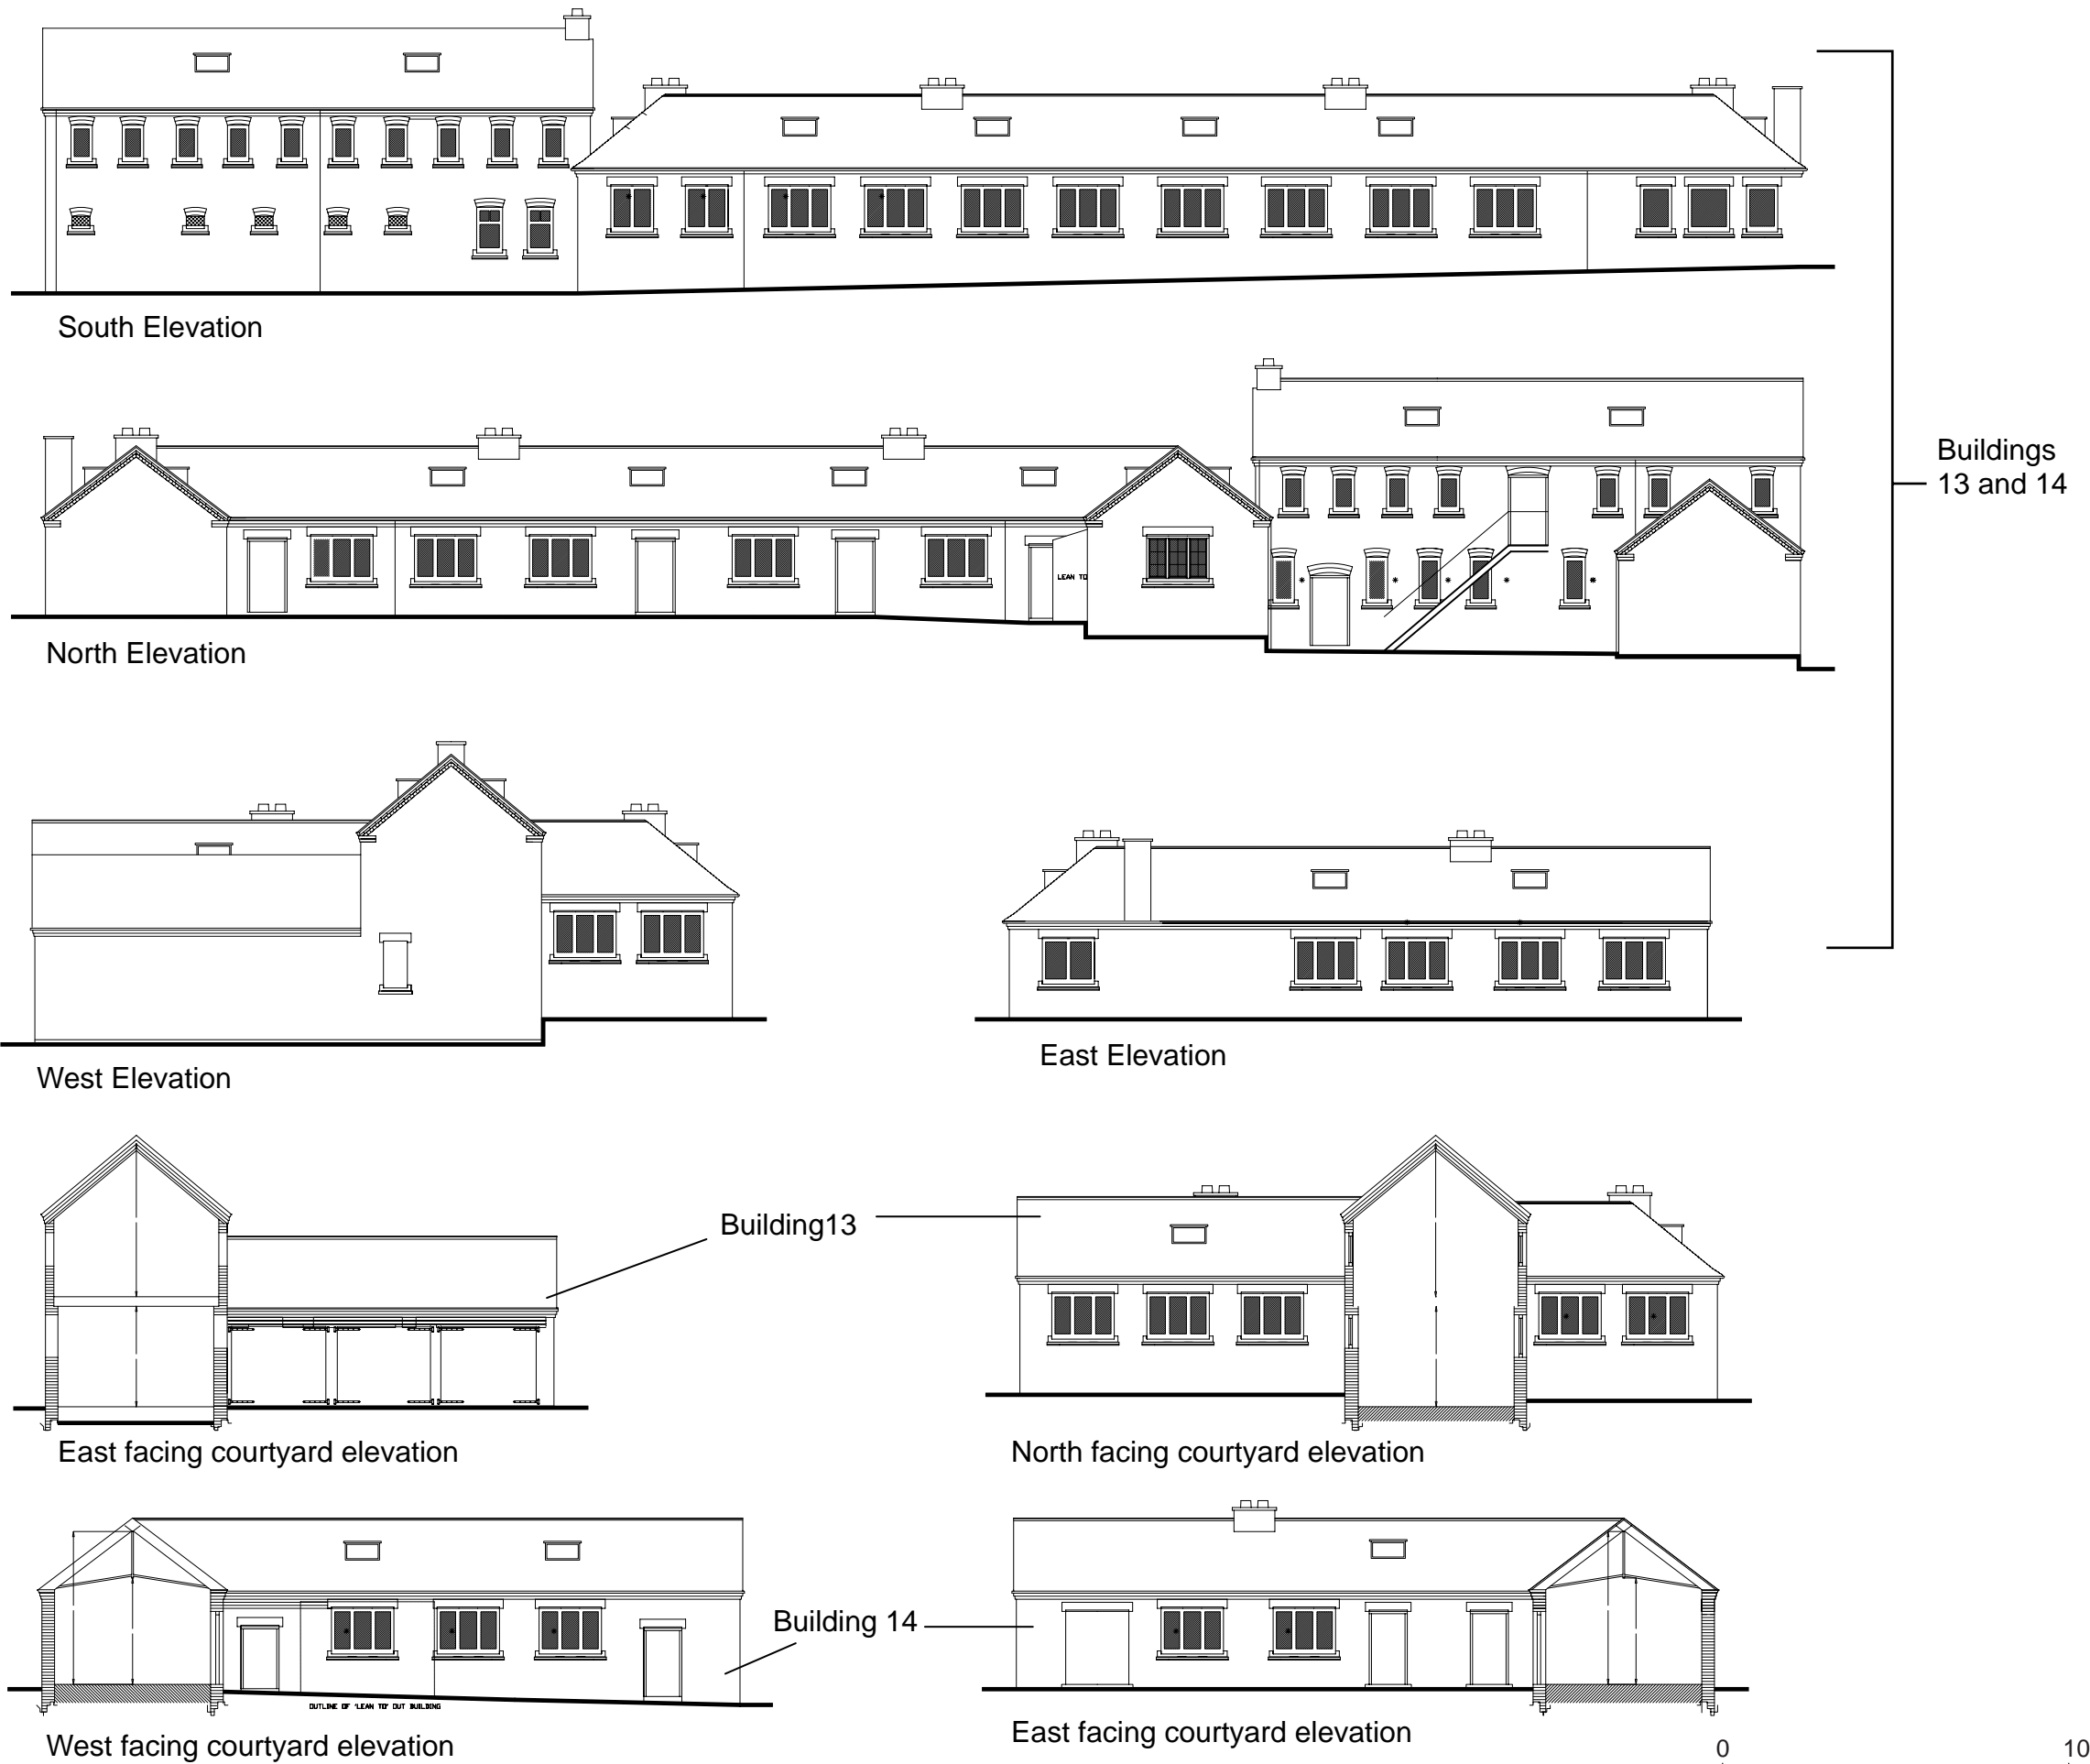 South Elevation
Buildings
13 and 14
LEAN TO
North Elevation
West Elevation
East Elevation
Building13
East facing courtyard elevation
North facing courtyard elevation
Building 14
OUTLINE OF 'LEAN TO' OUT BUILDING
West facing courtyard elevation
East facing courtyard elevation
0
10